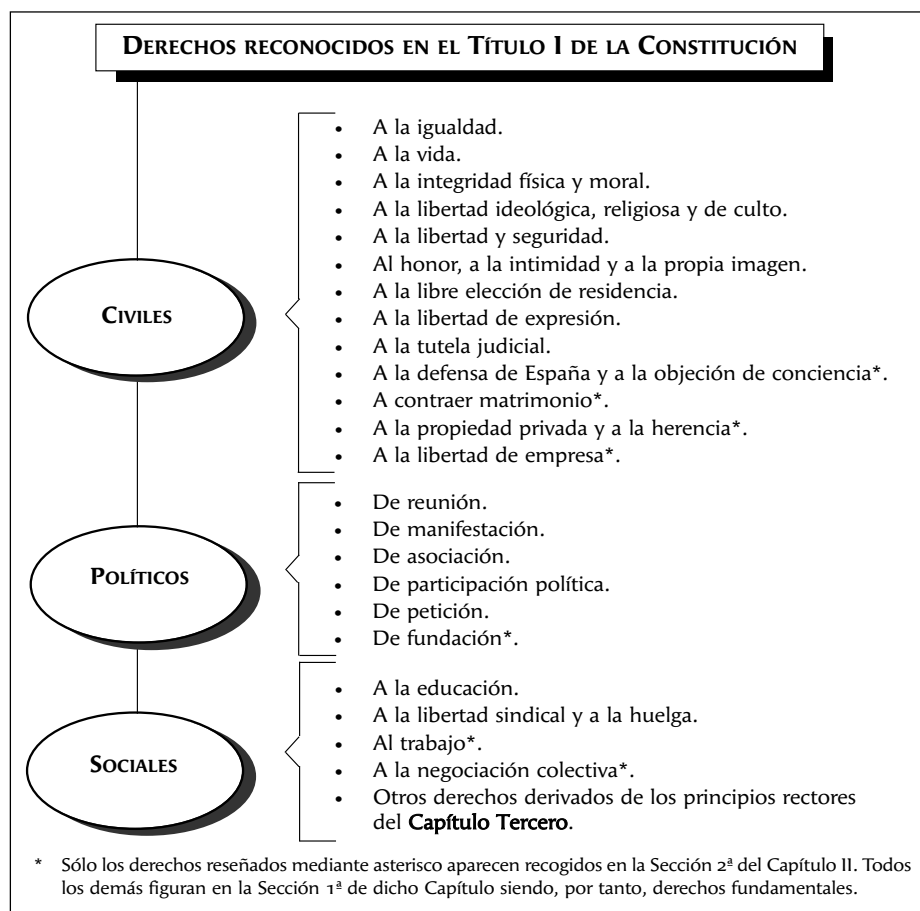 DERECHOS RECONOCIDOS EN EL TÍTULO I DE LA CONSTITUCIÓN
CIVILES
• A la igualdad.
• A la vida.
• A la integridad física y moral.
• A la libertad ideológica, religiosa y de culto.
• A la libertad y seguridad.
• Al honor, a la intimidad y a la propia imagen.
• A la libre elección de residencia.
• A la libertad de expresión.
• A la tutela judicial.
• A la defensa de España y a la objeción de conciencia*.
• A contraer matrimonio*.
• A la propiedad privada y a la herencia*.
• A la libertad de empresa*.
POLÍTICOS
• De reunión.
• De manifestación.
• De asociación.
• De participación política.
• De petición.
• De fundación*.
SOCIALES
• A la educación.
• A la libertad sindical y a la huelga.
• Al trabajo*.
• A la negociación colectiva*.
• Otros derechos derivados de los principios rectores
del Capítulo Tercero.
* Sólo los derechos reseñados mediante asterisco aparecen recogidos en la Sección 2ª del Capítulo II. Todos
los demás figuran en la Sección 1ª de dicho Capítulo siendo, por tanto, derechos fundamentales.